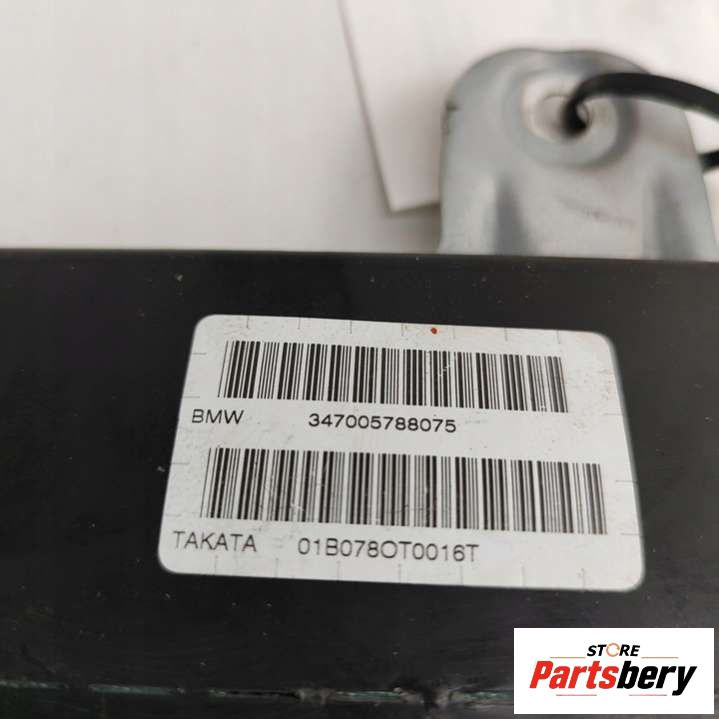 BMW 347005788075
TAKATA 01B078OT0016T
STORE
Partsbery